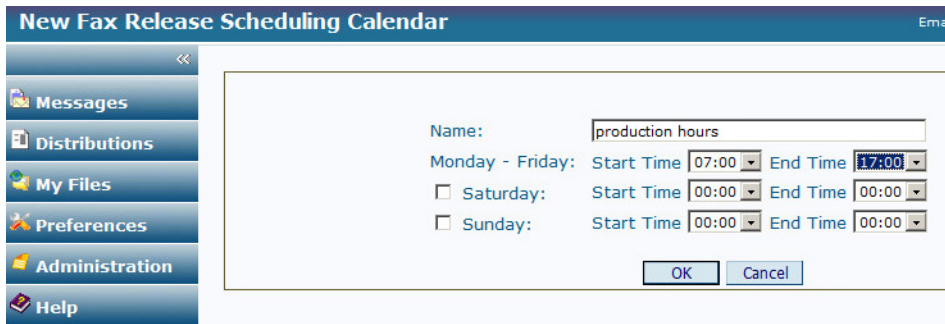 New Fax Release Scheduling Calendar
«
Messages
Distributions
My Files
Preferences
Administration
Help
Name: production hours
Monday - Friday: Start Time 07:00 End Time 17:00
Saturday: Start Time 00:00 End Time 00:00
Sunday: Start Time 00:00 End Time 00:00
OK Cancel